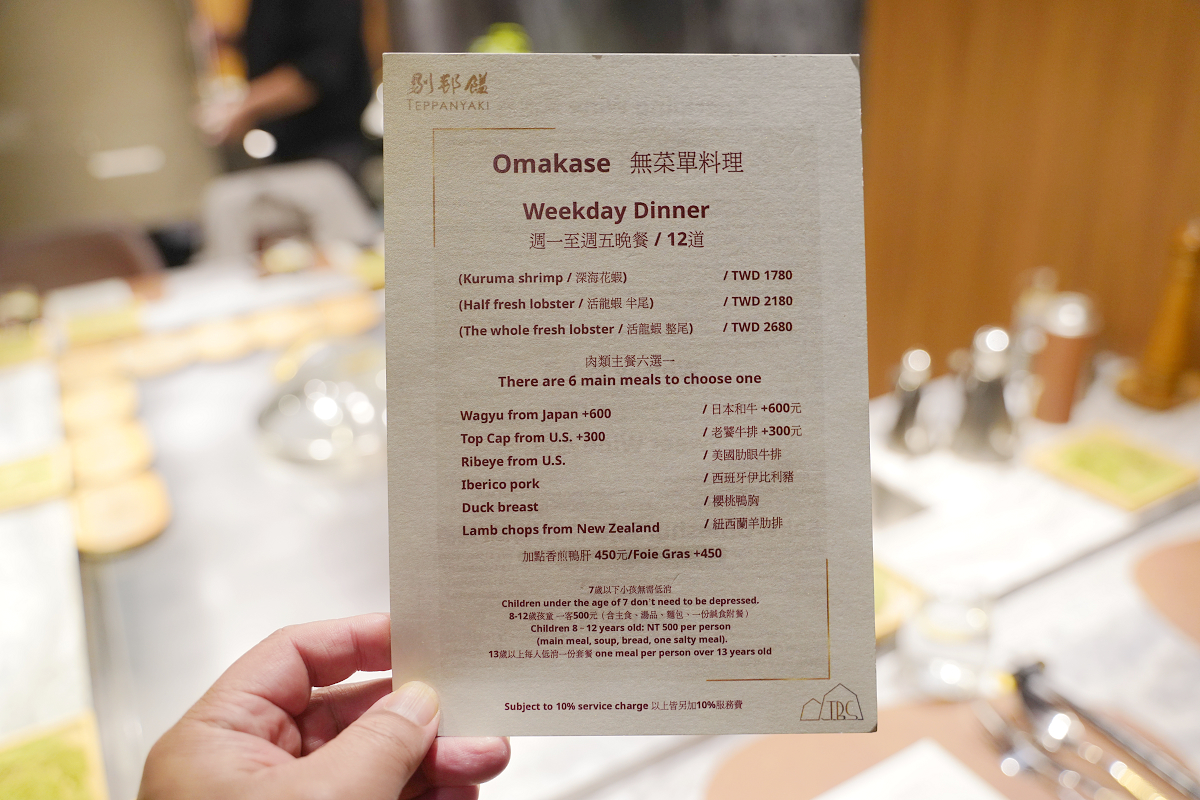 別部饈
TEPPANYAKI
Omakase 無菜單料理
Weekday Dinner
週一至週五晚餐 / 12道
(Kuruma shrimp / 深海花蝦) / TWD 1780
(Half fresh lobster / 活龍蝦 半尾) / TWD 2180
(The whole fresh lobster / 活龍蝦 整尾) / TWD 2680
肉類主餐六選一
There are 6 main meals to choose one
Wagyu from Japan +600 / 日本和牛 +600元
Top Cap from U.S. +300 / 老饕牛排 +300元
Ribeye from U.S. / 美國肋眼牛排
Iberico pork / 西班牙伊比利豬
Duck breast / 櫻桃鴨胸
Lamb chops from New Zealand / 紐西蘭羊肋排
加點香煎鴨肝 450元/Foie Gras +450
7歲以下小孩無需低消
Children under the age of 7 don't need to be depressed.
8-12歲孩童 一客500元 (含主食、湯品、麵包、一份鹹食附餐)
Children 8 - 12 years old: NT 500 per person
(main meal, soup, bread, one salty meal).
13歲以上每人低消一份套餐 one meal per person over 13 years old
Subject to 10% service charge 以上皆另加10%服務費
TBC